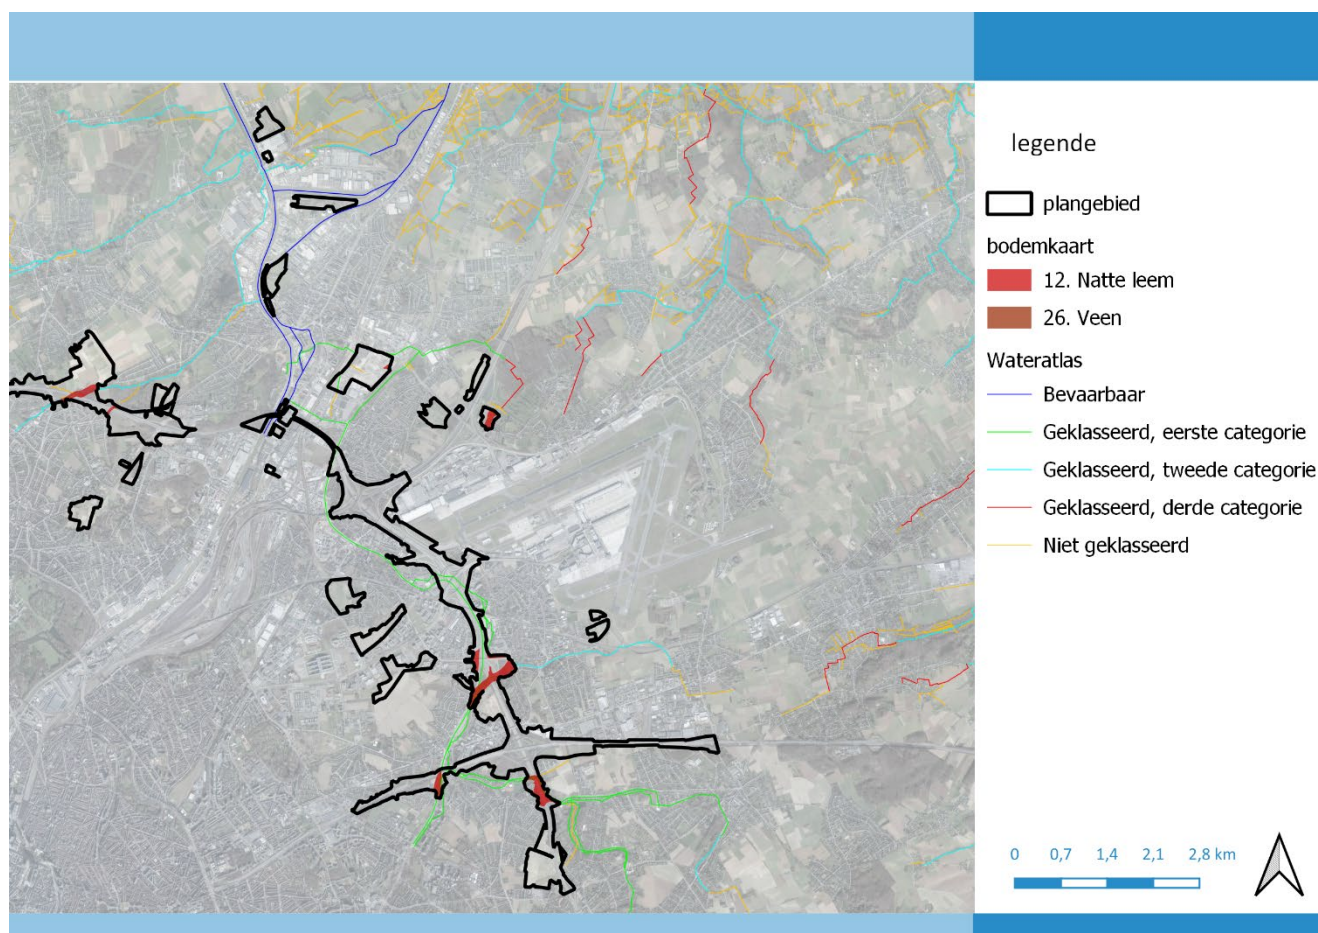 legende
plangebied
bodemkaart
12. Natte leem
26. Veen
Wateratlas
Bevaarbaar
Geklasseerd, eerste categorie
Geklasseerd, tweede categorie
Geklasseerd, derde categorie
Niet geklasseerd
0 0,7 1,4 2,1 2,8 km